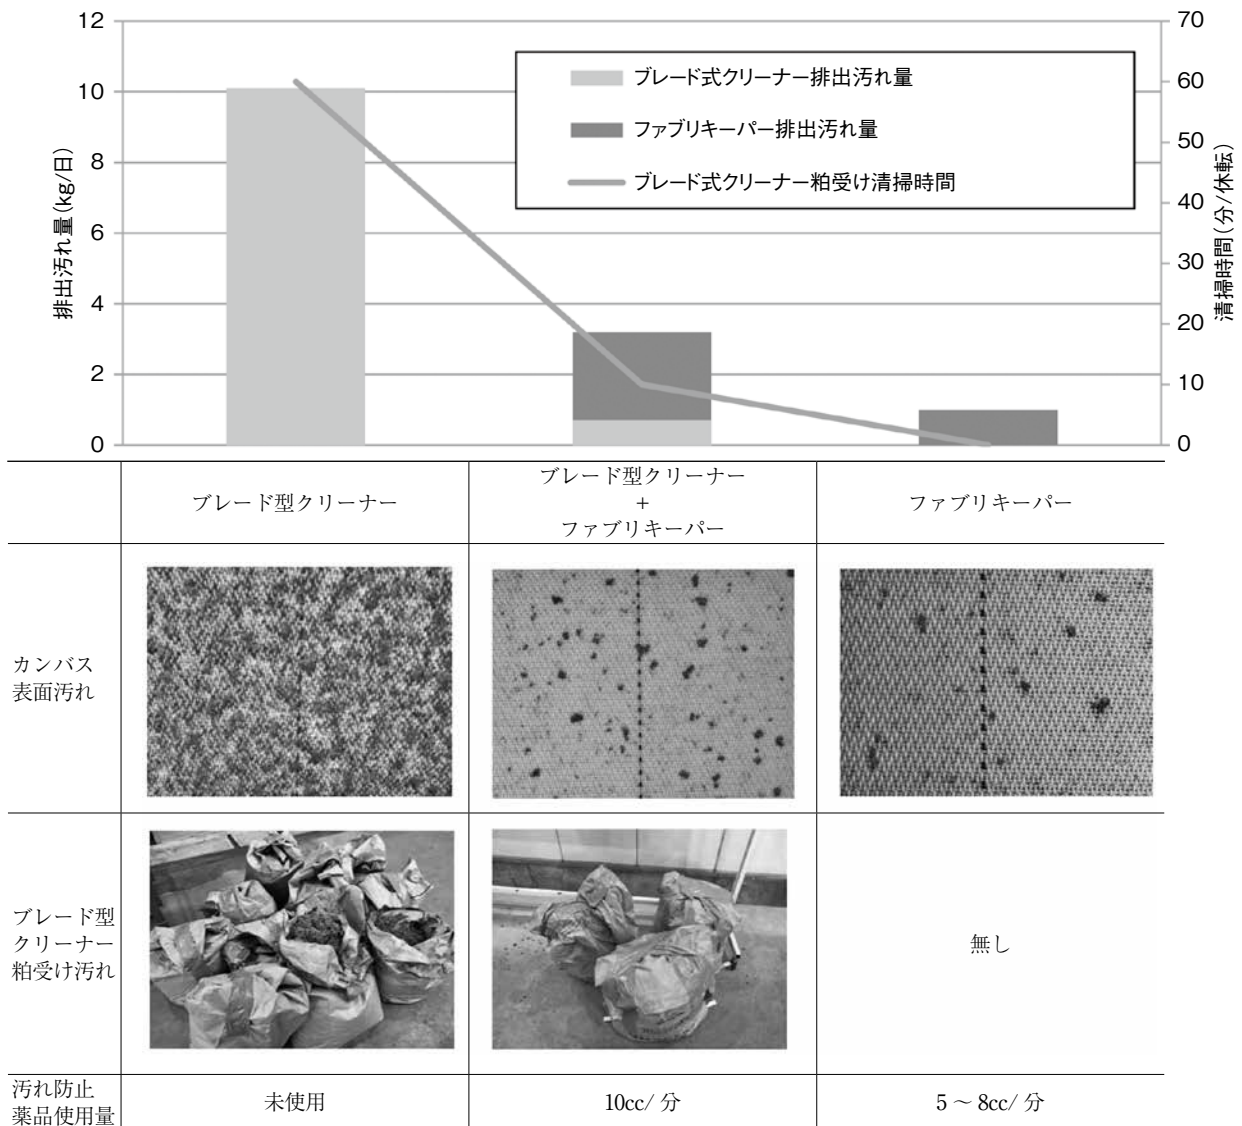 12
10
8
6
4
2
0
排出汚れ量(kg/日)
70
60
50
40
30
20
10
0
清掃時間(分/休転)
ブレード式クリーナー排出汚れ量
ファブリキーパー排出汚れ量
ブレード式クリーナー粕受け清掃時間
ブレード型クリーナー
ブレード型クリーナー
+
ファブリキーパー
ファブリキーパー
カンバス
表面汚れ
ブレード型
クリーナー
粕受け汚れ
無し
汚れ防止
薬品使用量
未使用
10cc/ 分
5 ～ 8cc/ 分